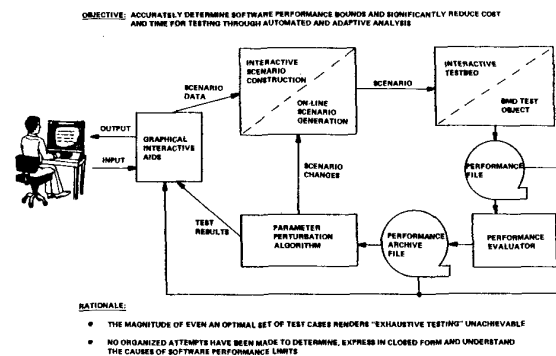 OBJECTIVE: ACCURATELY DETERMINE SOFTWARE PERFORMANCE BOUNDS AND SIGNIFICANTLY REDUCE COST
AND TIME FOR TESTING THROUGH AUTOMATED AND ADAPTIVE ANALYSIS
INTERACTIVE
SCENARIO
CONSTRUCTION
ON-LINE
SCENARIO
GENERATION
SCENARIO
DATA
SCENARIO
INTERACTIVE
TESTBED
BMD TEST
OBJECT
OUTPUT
INPUT
GRAPHICAL
INTERACTIVE
AIDS
SCENARIO
CHANGES
PERFORMANCE
FILE
TEST
RESULTS
PARAMETER
PERTURBATION
ALGORITHM
PERFORMANCE
ARCHIVE
FILE
PERFORMANCE
EVALUATOR
RATIONALE:
• THE MAGNITUDE OF EVEN AN OPTIMAL SET OF TEST CASES RENDERS "EXHAUSTIVE TESTING" UNACHIEVABLE
• NO ORGANIZED ATTEMPTS HAVE BEEN MADE TO DETERMINE, EXPRESS IN CLOSED FORM AND UNDERSTAND
THE CAUSES OF SOFTWARE PERFORMANCE LIMITS